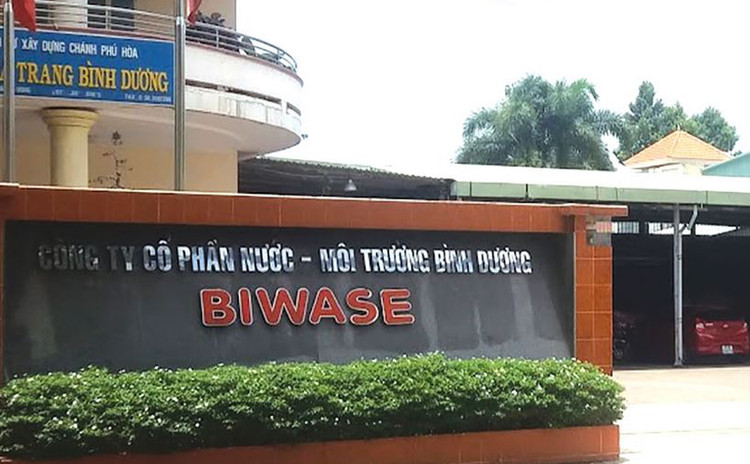 XÂY DỰNG CHÁNH PHÚ HÒA
TRANG BÌNH DƯƠNG
CÔNG TY CỔ PHẦN NƯỚC - MÔI TRƯỜNG BÌNH DƯƠNG
BIWASE